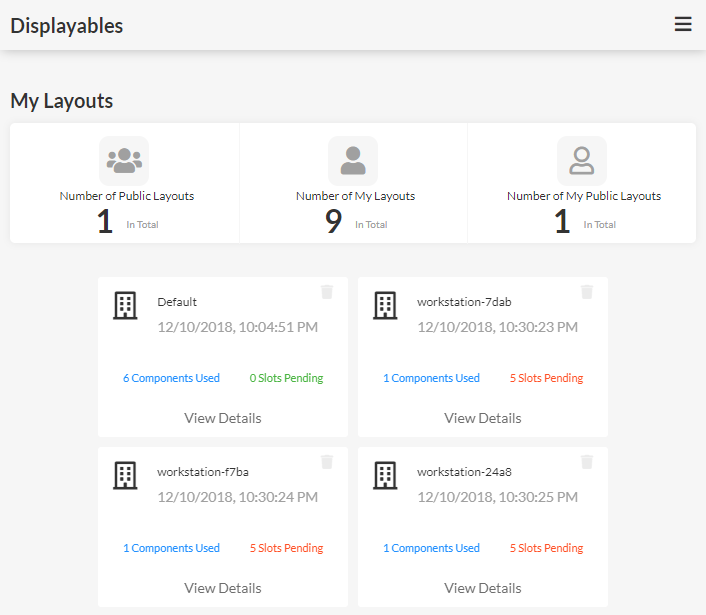 Displayables
My Layouts
Number of Public Layouts
1 In Total
Number of My Layouts
9 In Total
Number of My Public Layouts
1 In Total
Default
12/10/2018, 10:04:51 PM
6 Components Used
0 Slots Pending
View Details
workstation-7dab
12/10/2018, 10:30:23 PM
1 Components Used
5 Slots Pending
View Details
workstation-f7ba
12/10/2018, 10:30:24 PM
1 Components Used
5 Slots Pending
View Details
workstation-24a8
12/10/2018, 10:30:25 PM
1 Components Used
5 Slots Pending
View Details